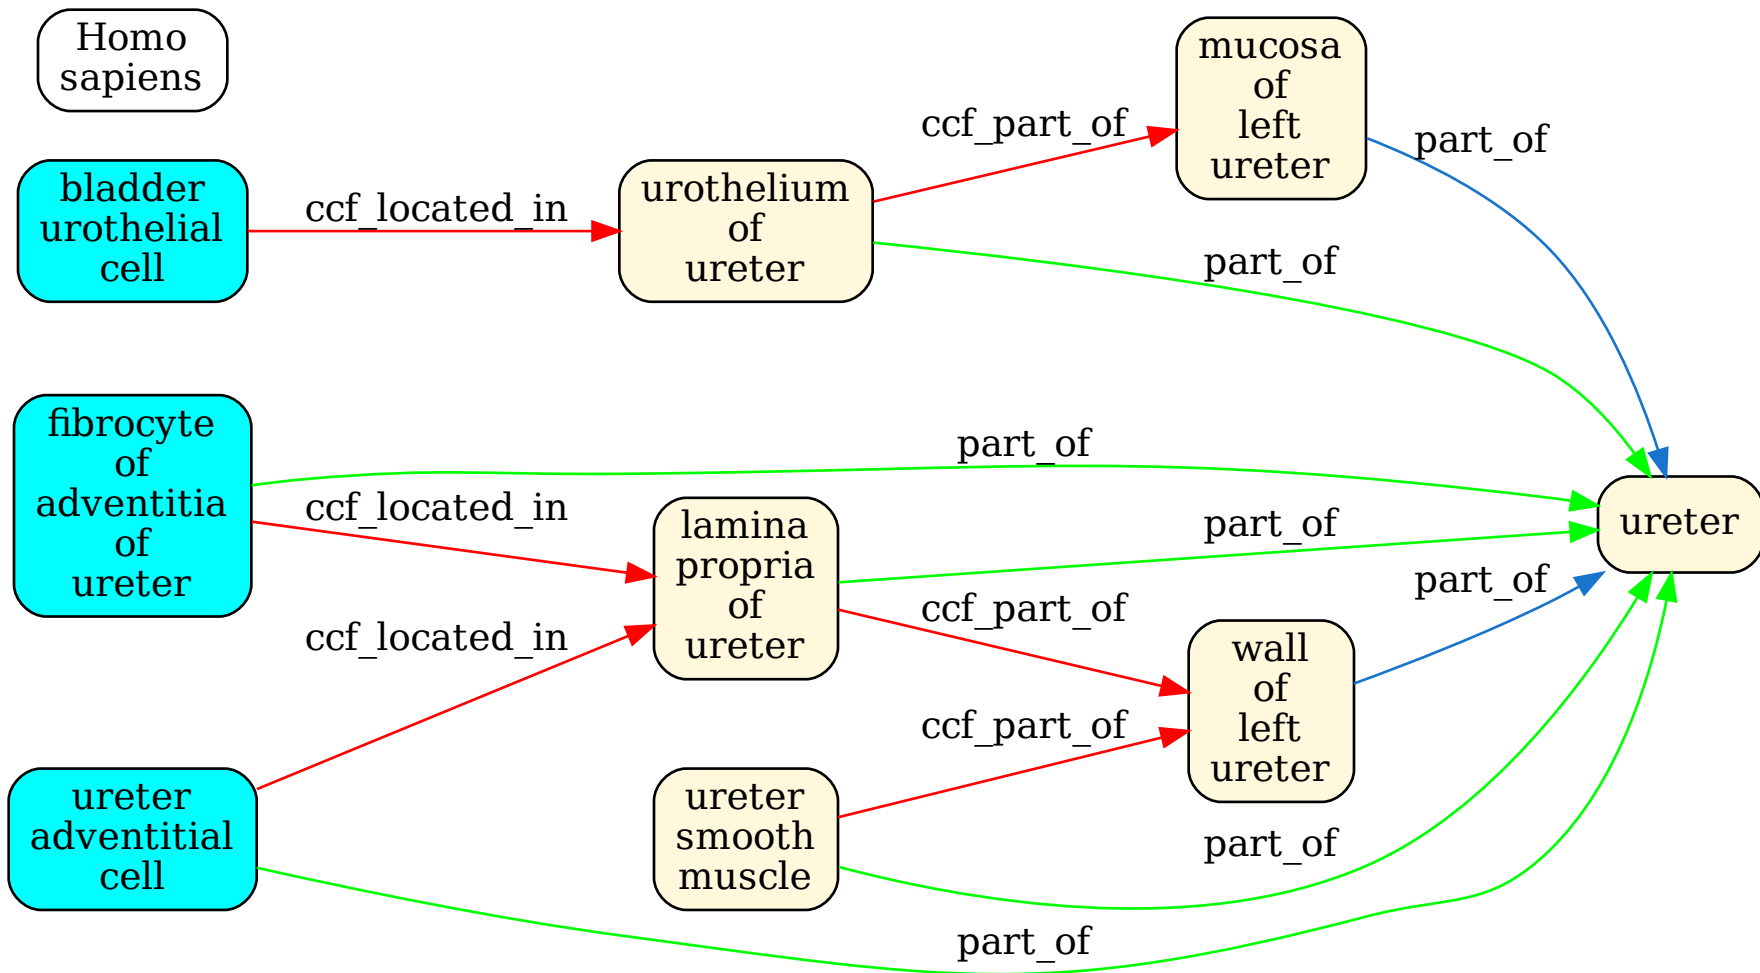 Homo
sapiens
bladder
urothelial
cell
ccf_located_in
urothelium
of
ureter
ccf_part_of
mucosa
of
left
ureter
part_of
part_of
fibrocyte
of
adventitia
of
ureter
part_of
ccf_located_in
lamina
propria
of
ureter
part_of
ureter
ccf_located_in
ccf_part_of
part_of
wall
of
left
ureter
ureter
adventitial
cell
ureter
smooth
muscle
ccf_part_of
part_of
part_of